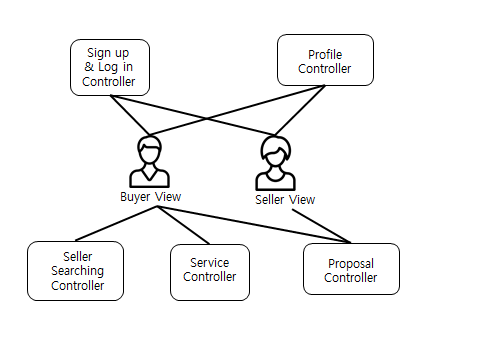 Sign up
& Log in
Controller
Profile
Controller
Buyer View
Seller View
Seller
Searching
Controller
Service
Controller
Proposal
Controller